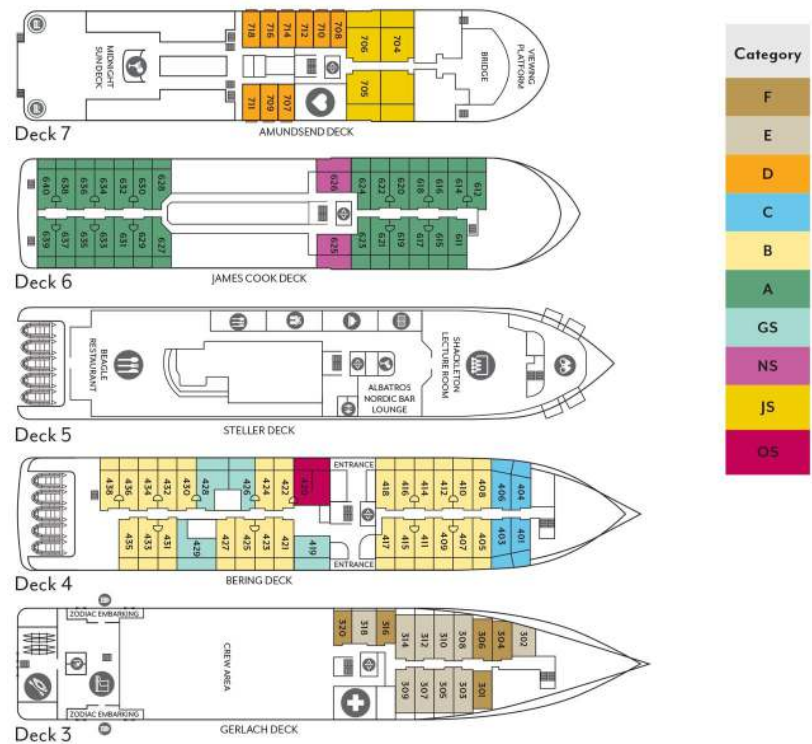 718 716 714 712 710 708
706 704
MIDNIGHT
SUN DECK
BRIDGE
VIEWING
PLATFORM
711 709 707
705
Deck 7
AMUNDSEND DECK
640 638 636 634 632 630 628
626
624 622 620 618 616 614 612
639 637 635 633 631 629 627
625
623 621 619 617 615 611
Deck 6
JAMES COOK DECK
BEAGLE
RESTAURANT
ALBATROS
NORDIC BAR
LOUNGE
SHACKLETON
LECTURE ROOM
Deck 5
STELLER DECK
438 436 434 432 430 428 426 424 422 420
ENTRANCE
418 416 414 412 410 408 406 404
435 433 431 429 427 425 423 421 419
417 415 411 409 407 405 403 401
ENTRANCE
Deck 4
BERING DECK
ZODIAC EMBARKING
320 318 316 314 312 310 308 306 304 302
CREW AREA
309 307 305 303 301
ZODIAC EMBARKING
Deck 3
GERLACH DECK
Category
F
E
D
C
B
A
GS
NS
JS
OS